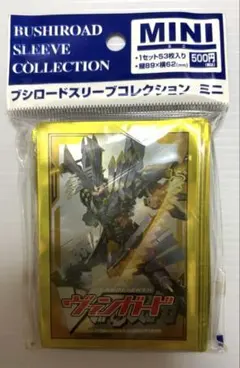 BUSHIROAD
SLEEVE
COLLECTION
MINI
•1セット53枚入り
•縦89×横62(mm)
500円
ブシロードスリーブコレクション ミニ
ヴァンガード